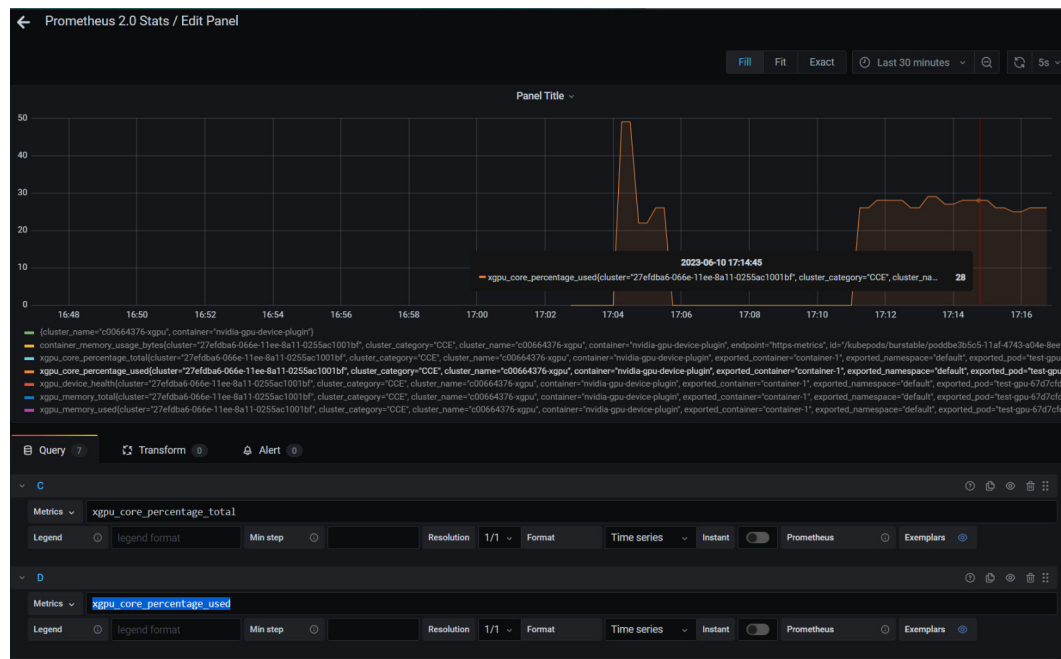 Prometheus 2.0 Stats / Edit Panel
Fill Fit Exact Last 30 minutes 5s
Panel Title
50
40
30
20
10
0
16:48 16:50 16:52 16:54 16:56 16:58 17:00 17:02 17:04 17:06 17:08 17:10 17:12 17:14 17:16
2023-06-10 17:14:45
xgpu_core_percentage_used{cluster="27efdba6-066e-11ee-8a11-0255ac1001bf", cluster_category="CCE", cluster_na... 28
{cluster_name="c00664376-xgpu", container="nvidia-gpu-device-plugin"}
container_memory_usage_bytes{cluster="27efdba6-066e-11ee-8a11-0255ac1001bf", cluster_category="CCE", cluster_name="c00664376-xgpu", container="nvidia-gpu-device-plugin", endpoint="https-metrics", id="/kubepods/burstable/poddbe3b5c5-11af-4743-a04e-8ee
xgpu_core_percentage_total{cluster="27efdba6-066e-11ee-8a11-0255ac1001bf", cluster_category="CCE", cluster_name="c00664376-xgpu", container="nvidia-gpu-device-plugin", exported_container="container-1", exported_namespace="default", exported_pod="test-gpu
xgpu_core_percentage_used{cluster="27efdba6-066e-11ee-8a11-0255ac1001bf", cluster_category="CCE", cluster_name="c00664376-xgpu", container="nvidia-gpu-device-plugin", exported_container="container-1", exported_namespace="default", exported_pod="test-gpu
xgpu_device_health{cluster="27efdba6-066e-11ee-8a11-0255ac1001bf", cluster_category="CCE", cluster_name="c00664376-xgpu", container="nvidia-gpu-device-plugin", exported_container="container-1", exported_namespace="default", exported_pod="test-gpu-67d7cfd
xgpu_memory_total{cluster="27efdba6-066e-11ee-8a11-0255ac1001bf", cluster_category="CCE", cluster_name="c00664376-xgpu", container="nvidia-gpu-device-plugin", exported_container="container-1", exported_namespace="default", exported_pod="test-gpu-67d7cfd
xgpu_memory_used{cluster="27efdba6-066e-11ee-8a11-0255ac1001bf", cluster_category="CCE", cluster_name="c00664376-xgpu", container="nvidia-gpu-device-plugin", exported_container="container-1", exported_namespace="default", exported_pod="test-gpu-67d7cfd
Query 7 Transform 0 Alert 0
C
Metrics xgpu_core_percentage_total
Legend legend format Min step Resolution 1/1 Format Time series Instant Prometheus Exemplars
D
Metrics xgpu_core_percentage_used
Legend legend format Min step Resolution 1/1 Format Time series Instant Prometheus Exemplars